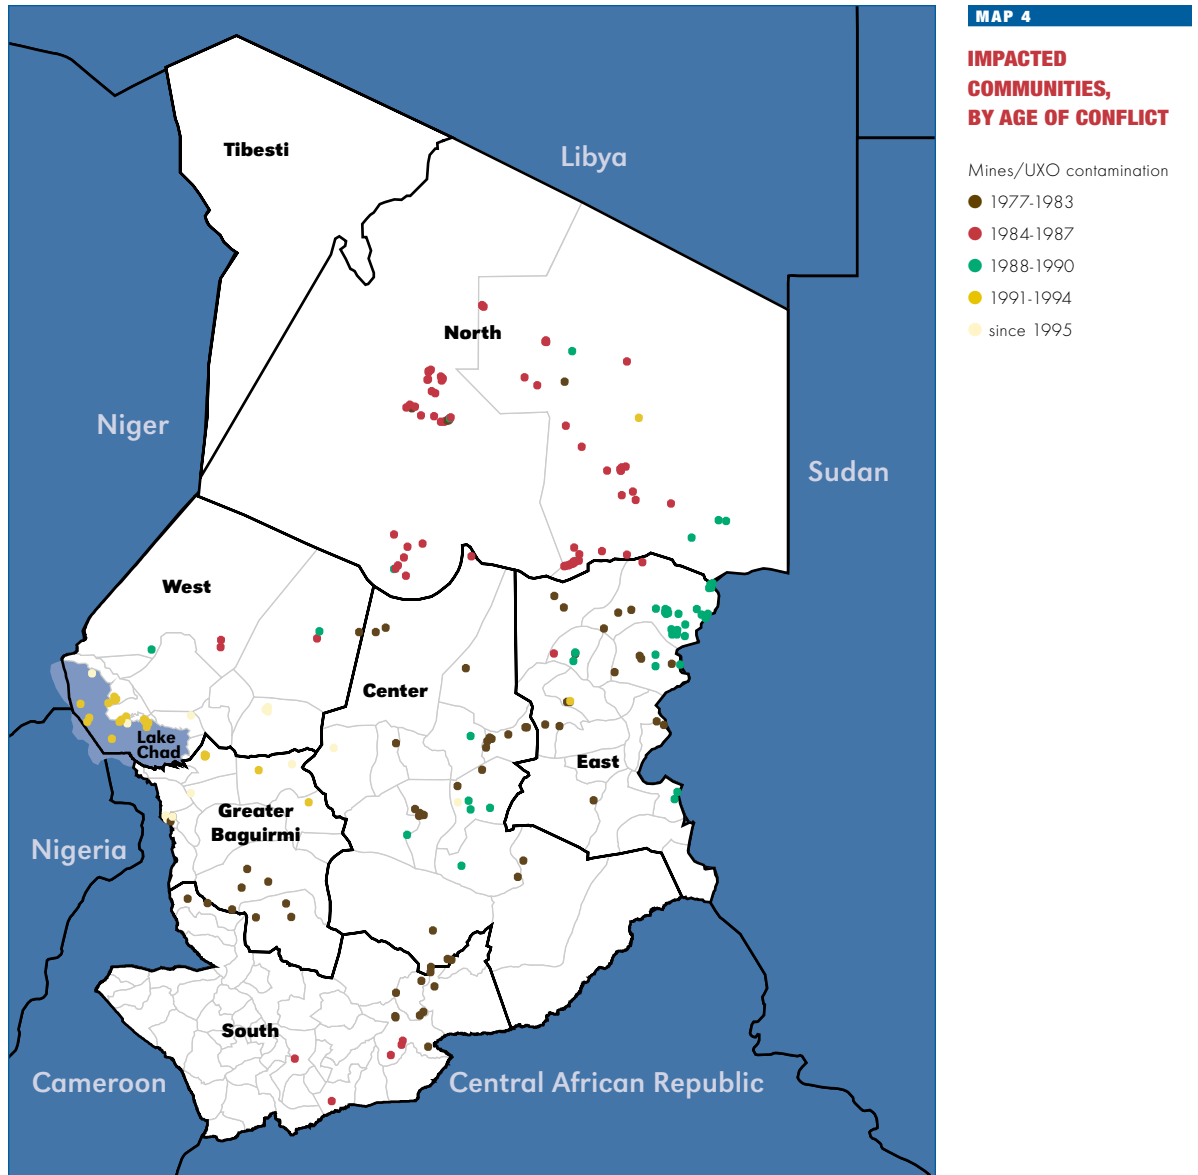 MAP 4
IMPACTED
COMMUNITIES,
BY AGE OF CONFLICT
Mines/UXO contamination
1977-1983
1984-1987
1988-1990
1991-1994
since 1995
Tibesti
Libya
North
Niger
Sudan
West
Center
Lake
Chad
East
Greater
Baguirmi
Nigeria
South
Cameroon
Central African Republic